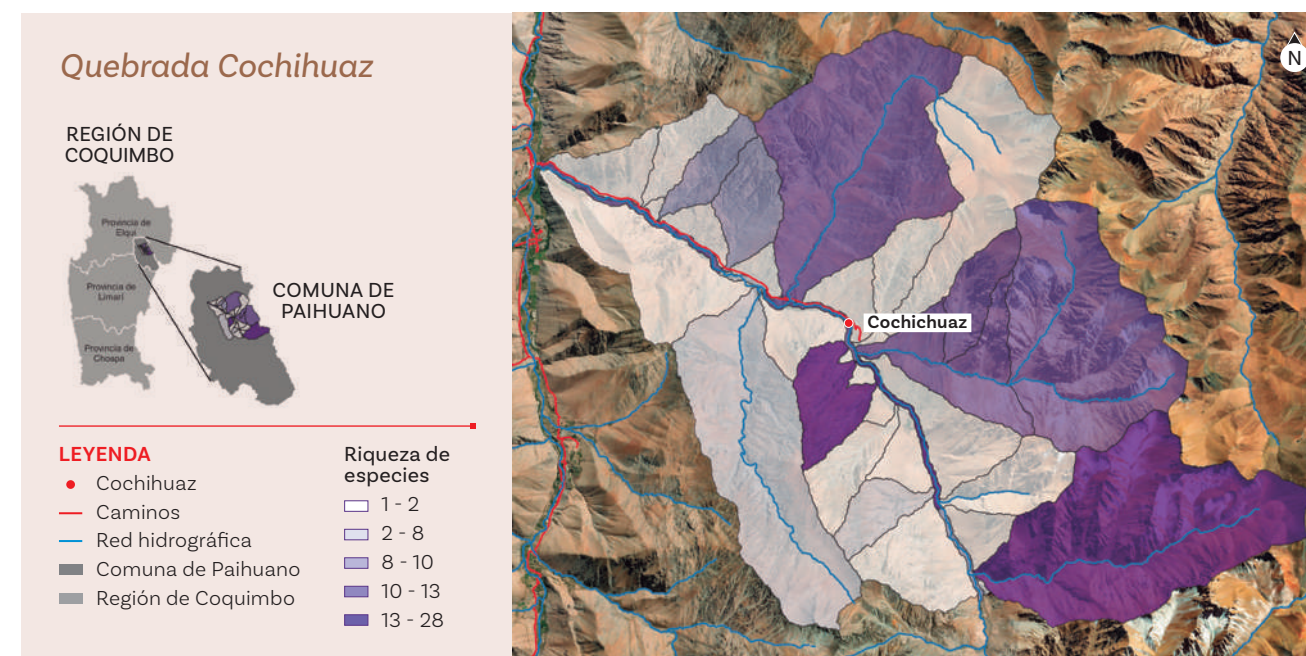 Quebrada Cochihuaz
REGIÓN DE
COQUIMBO
Provincia de
Elqui
Provincia de
Limarí
Provincia de
Choapa
COMUNA DE
PAIHUANO
LEYENDA
Cochihuaz
Caminos
Red hidrográfica
Comuna de Paihuano
Región de Coquimbo
Riqueza de
especies
1 - 2
2 - 8
8 - 10
10 - 13
13 - 28
N
Cochichuaz